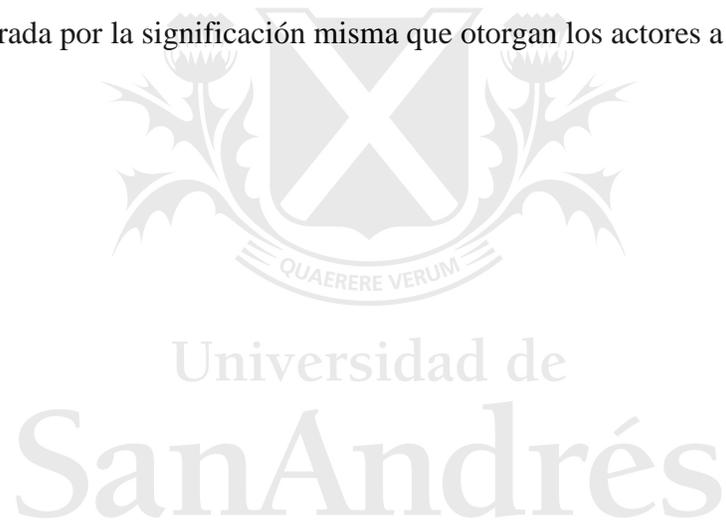 rada por la significación misma que otorgan los actores a
QUAERERE VERUM
Universidad de
SanAndrés